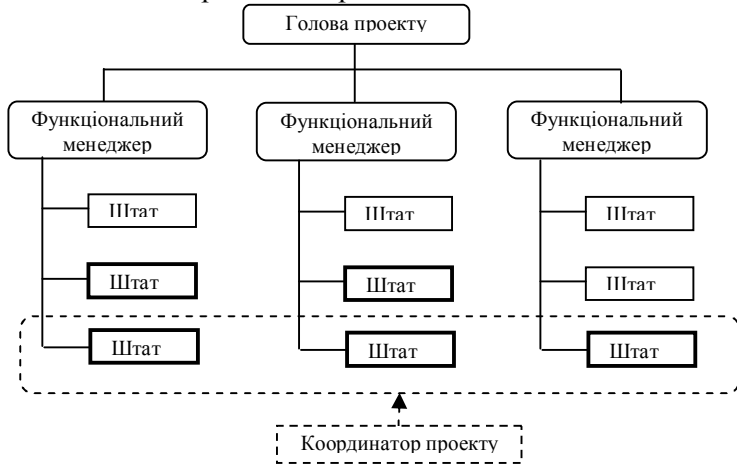 Голова проекту
Функціональний
менеджер
Функціональний
менеджер
Функціональний
менеджер
Штат
Штат
Штат
Штат
Штат
Штат
Штат
Штат
Штат
Координатор проекту